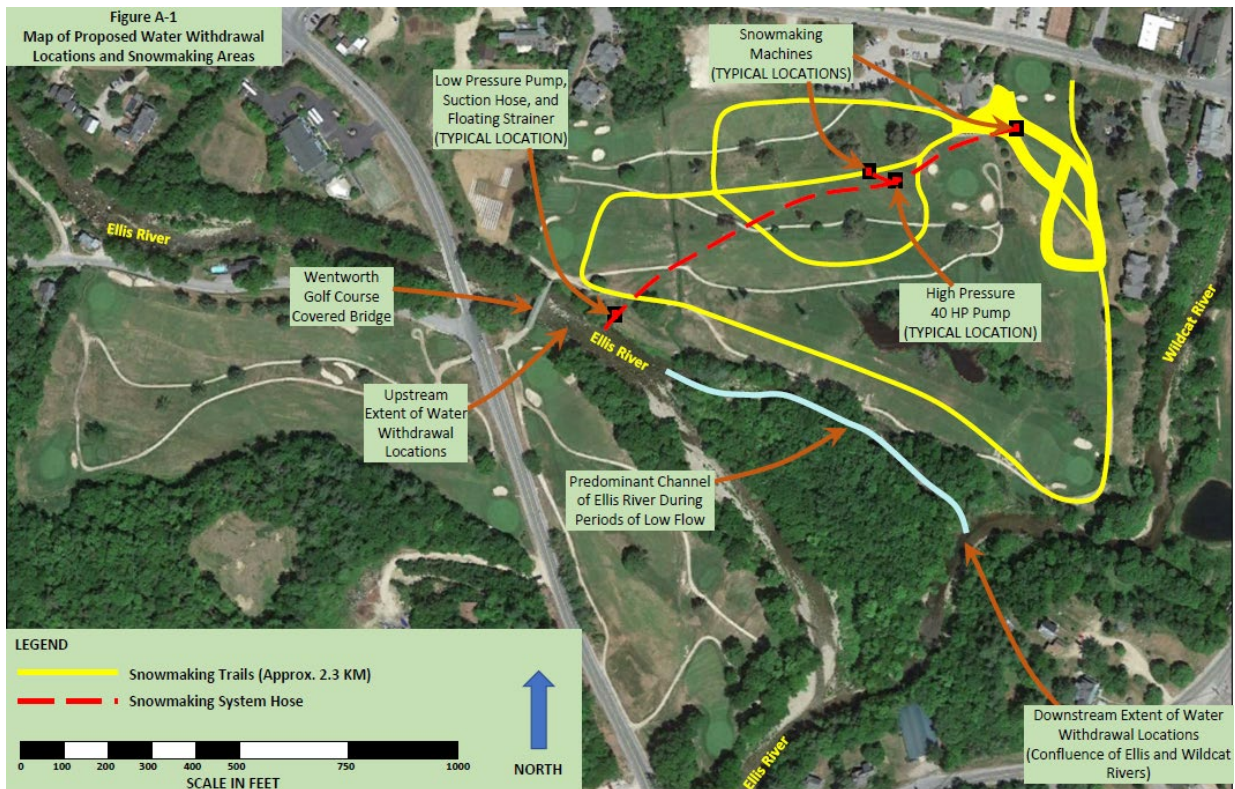 Figure A-1
Map of Proposed Water Withdrawal
Locations and Snowmaking Areas
Low Pressure Pump,
Suction Hose, and
Floating Strainer
(TYPICAL LOCATION)
Snowmaking
Machines
(TYPICAL LOCATIONS)
Ellis River
Wentworth
Golf Course
Covered Bridge
Ellis River
High Pressure
40 HP Pump
(TYPICAL LOCATION)
Wildcat River
Upstream
Extent of Water
Withdrawal
Locations
Predominant Channel
of Ellis River During
Periods of Low Flow
LEGEND
Snowmaking Trails (Approx. 2.3 KM)
Snowmaking System Hose
0 100 200 300 400 500 750 1000
SCALE IN FEET
NORTH
Ellis River
Downstream Extent of Water
Withdrawal Locations
(Confluence of Ellis and Wildcat
Rivers)